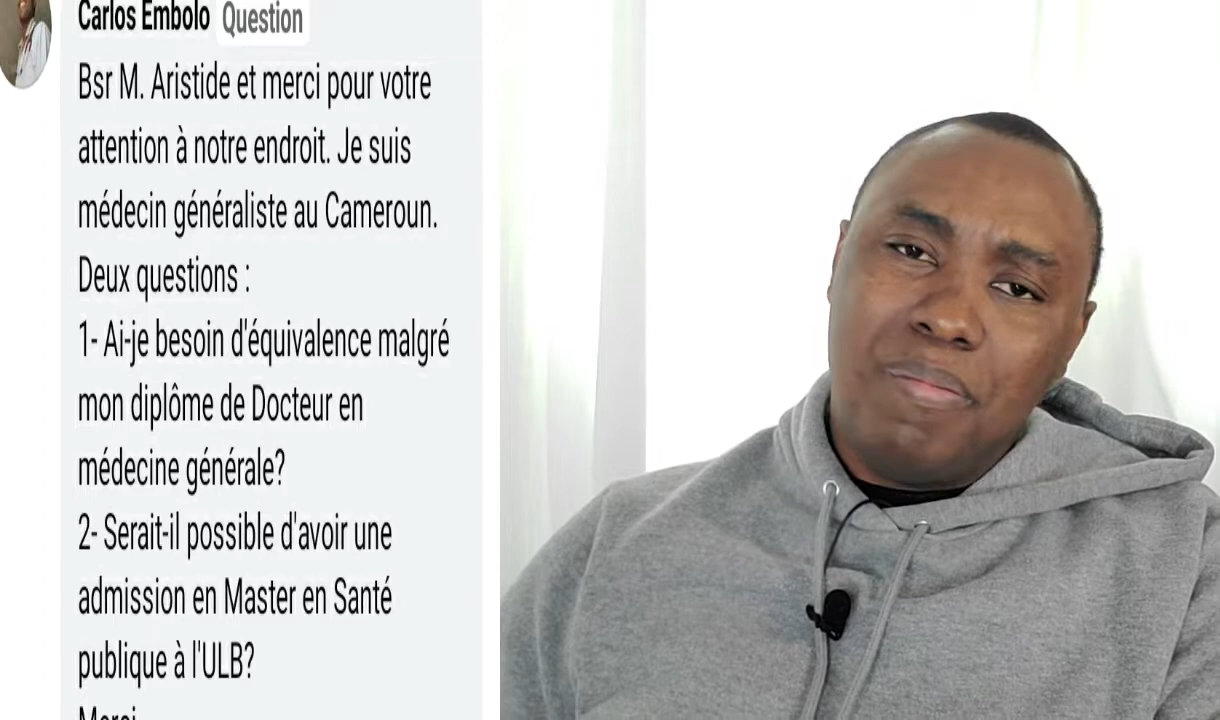 Carlos Embolo Question
Bsr M. Aristide et merci pour votre
attention à notre endroit. Je suis
médecin généraliste au Cameroun.
Deux questions :
1- Ai-je besoin d'équivalence malgré
mon diplôme de Docteur en
médecine générale?
2- Serait-il possible d'avoir une
admission en Master en Santé
publique à l'ULB?
Merci